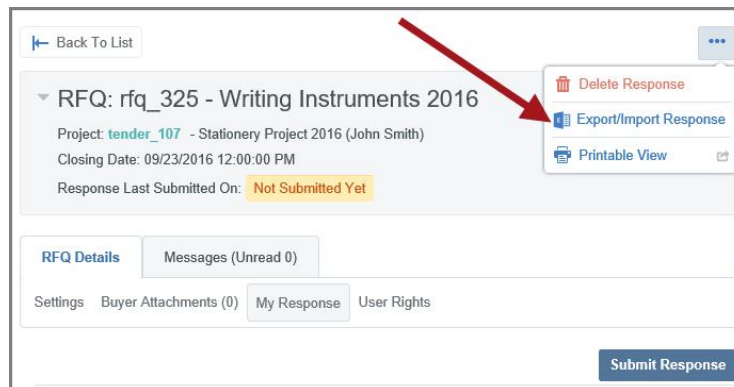 Back To List
•••
Delete Response
RFQ: rfq_325 - Writing Instruments 2016
Export/Import Response
Project: tender_107 - Stationery Project 2016 (John Smith)
Printable View
Closing Date: 09/23/2016 12:00:00 PM
Response Last Submitted On: Not Submitted Yet
RFQ Details Messages (Unread 0)
Settings Buyer Attachments (0) My Response User Rights
Submit Response